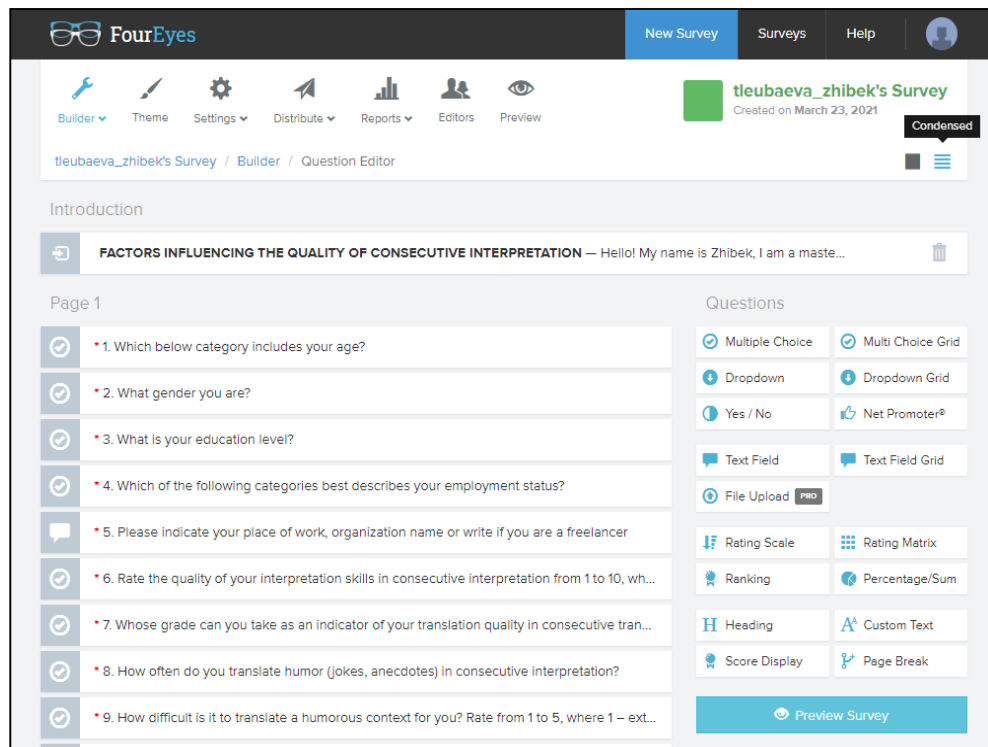 FourEyes
New Survey Surveys Help
Builder Theme Settings Distribute Reports Editors Preview
tleubaeva_zhibek's Survey
Created on March 23, 2021
Condensed
tleubaeva_zhibek's Survey / Builder / Question Editor
Introduction
FACTORS INFLUENCING THE QUALITY OF CONSECUTIVE INTERPRETATION — Hello! My name is Zhibek, I am a maste...
Page 1
* 1. Which below category includes your age?
* 2. What gender you are?
* 3. What is your education level?
* 4. Which of the following categories best describes your employment status?
* 5. Please indicate your place of work, organization name or write if you are a freelancer
* 6. Rate the quality of your interpretation skills in consecutive interpretation from 1 to 10, wh...
* 7. Whose grade can you take as an indicator of your translation quality in consecutive tran...
* 8. How often do you translate humor (jokes, anecdotes) in consecutive interpretation?
* 9. How difficult is it to translate a humorous context for you? Rate from 1 to 5, where 1 – ext...
Questions
Multiple Choice Multi Choice Grid
Dropdown Dropdown Grid
Yes / No Net Promoter®
Text Field Text Field Grid
File Upload PRO
Rating Scale Rating Matrix
Ranking Percentage/Sum
H Heading AA Custom Text
Score Display Page Break
Preview Survey